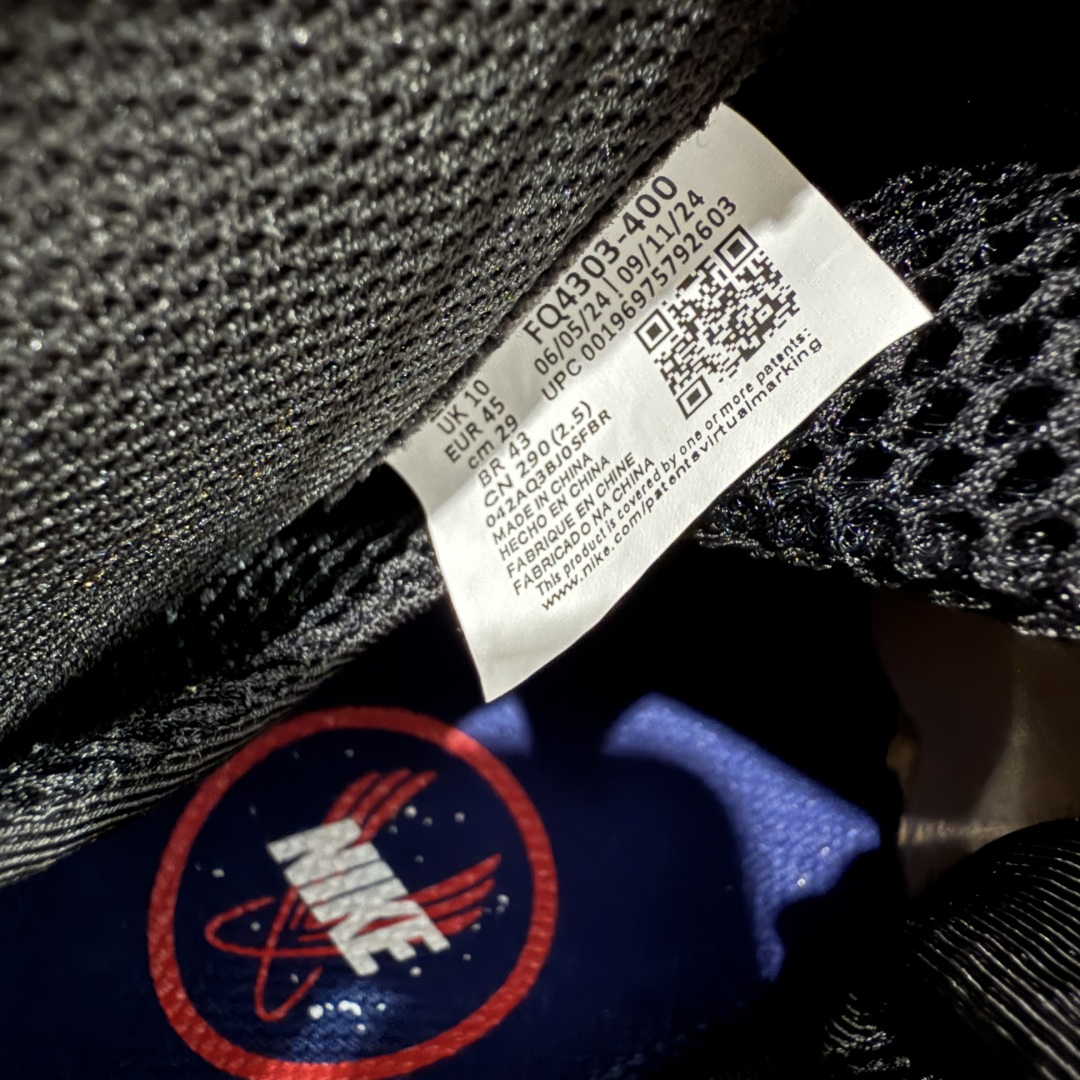 FQ4303-400
06/05/24 | 09/11/24
UPC 00196975792603
UK 10
EUR 45
cm 29
BR 43
CN 290 (2.5)
042AQ3BJ0SFBR
MADE IN CHINA
HECHO EN CHINA
FABRIQUE EN CHINE
FABRICADO NA CHINA
This product is covered by one or more patents:
www.nike.com/patentsvirtualmarking
NIKE